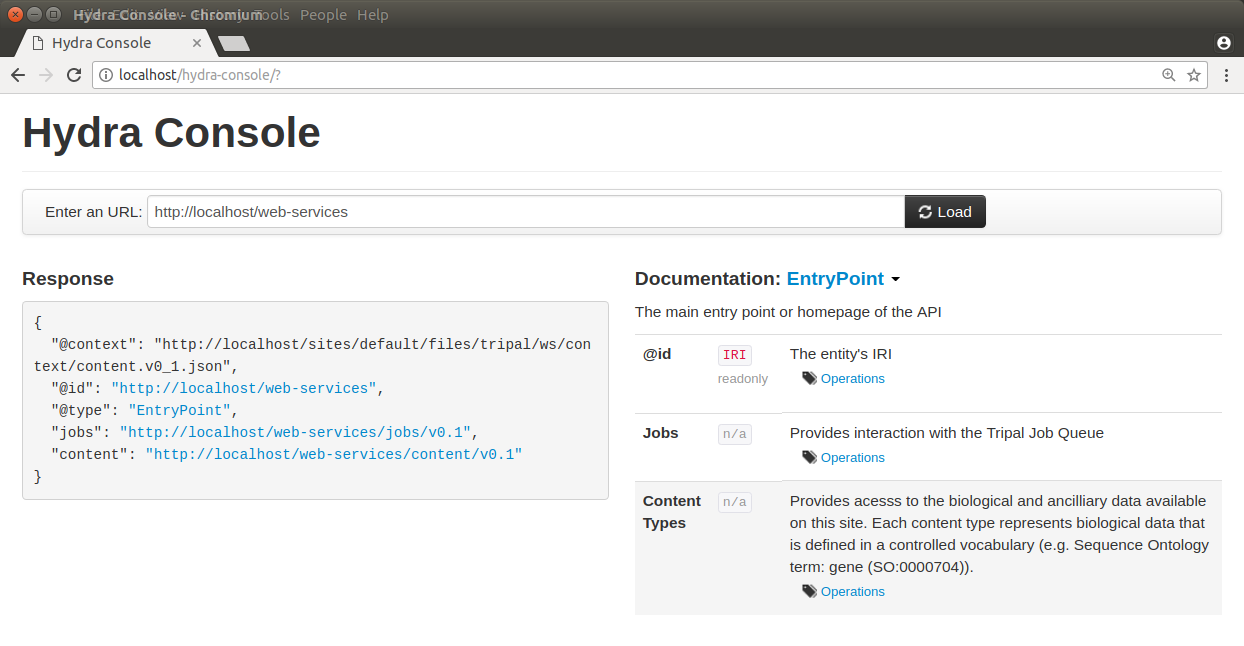 Hydra Console - Chromium
File Edit View History Tools People Help
Hydra Console
localhost/hydra-console/?
Hydra Console
Enter an URL: http://localhost/web-services Load
Response
{
"@context": "http://localhost/sites/default/files/tripal/ws/con
text/content.v0_1.json",
"@id": "http://localhost/web-services",
"@type": "EntryPoint",
"jobs": "http://localhost/web-services/jobs/v0.1",
"content": "http://localhost/web-services/content/v0.1"
}
Documentation: EntryPoint
The main entry point or homepage of the API
@id IRI The entity's IRI
readonly Operations
Jobs n/a Provides interaction with the Tripal Job Queue
Operations
Content n/a Provides acesss to the biological and ancilliary data available
Types on this site. Each content type represents biological data that
is defined in a controlled vocabulary (e.g. Sequence Ontology
term: gene (SO:0000704)).
Operations